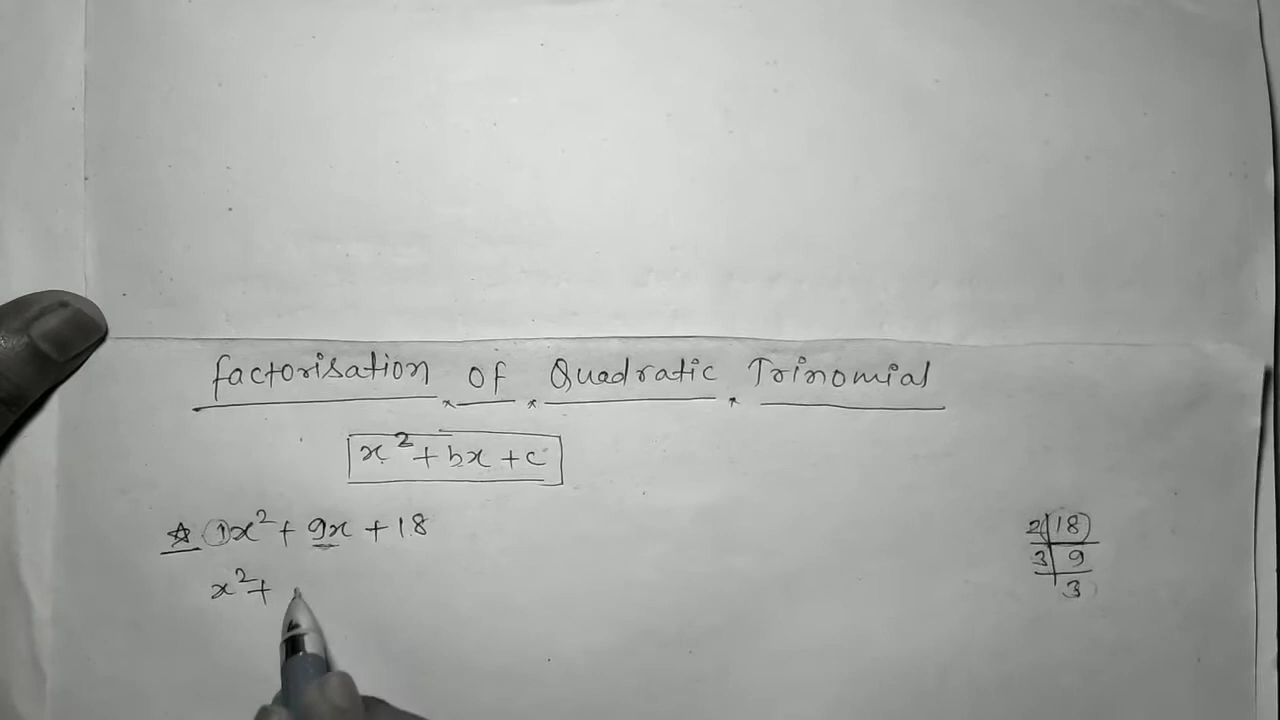 factorisation of Quadratic Trinomial
x² + bx + c
☆ ①x² + 9x + 18
x² +
2 | 18
3 | 9
3